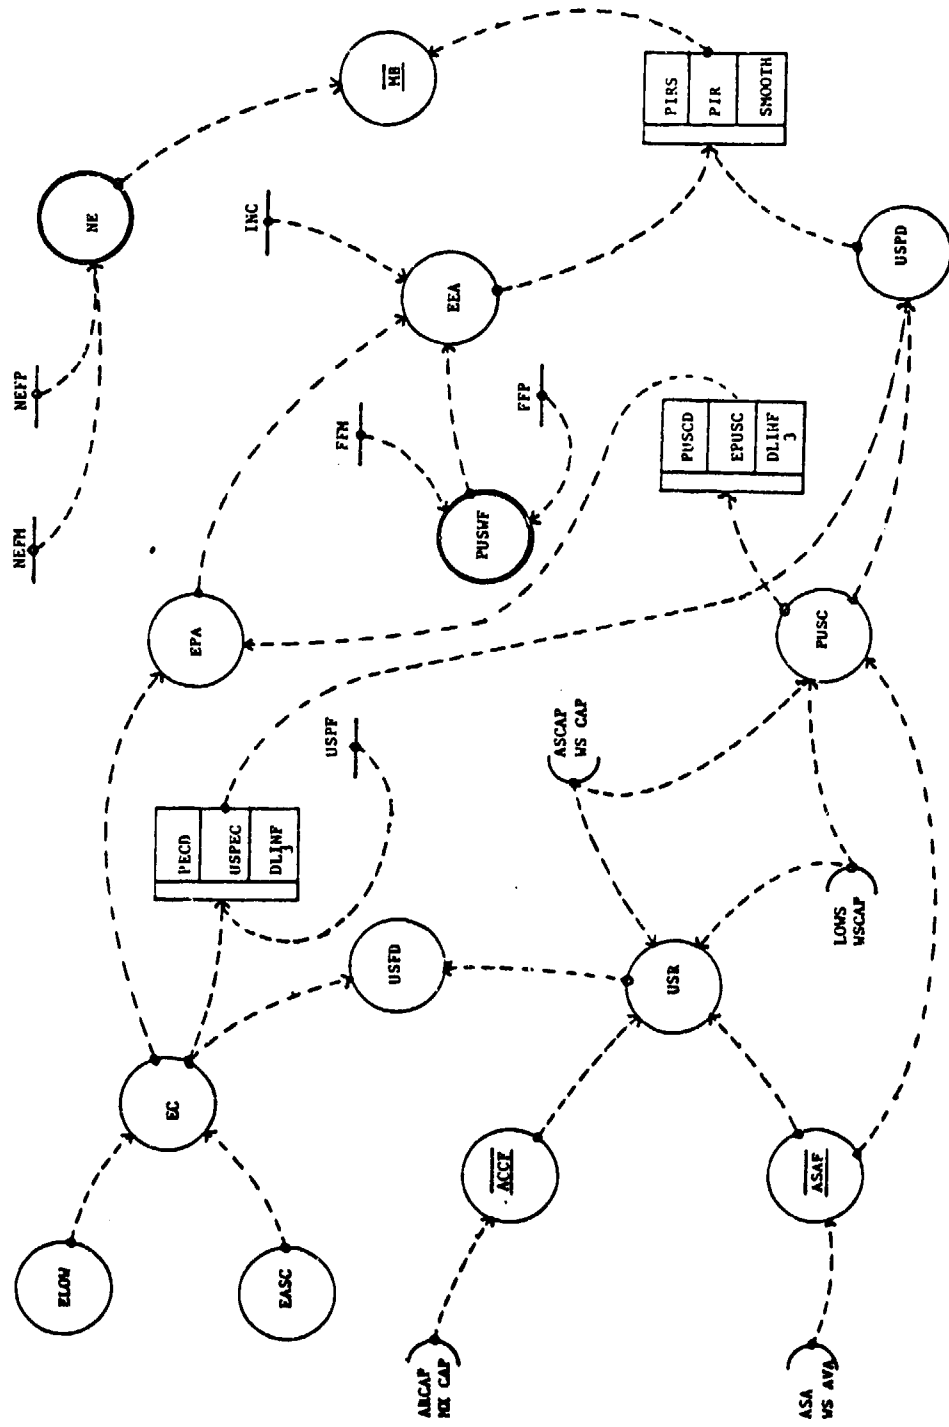 ELOW
EASC
ARCAP
MX CAP
ASA
WS AVA
EC
ACCF
ASAF
PECD
USPEC
DLINF
3
USFD
USR
LOWS
WSCAP
USPF
ASCAP
WS CAP
EPA
PUSC
NEFM
NEFP
FFM
PUSWF
FFP
PUSCD
EPUSC
DLINF
3
NE
INC
EEA
USPD
MB
PIRS
PIR
SMOOTH